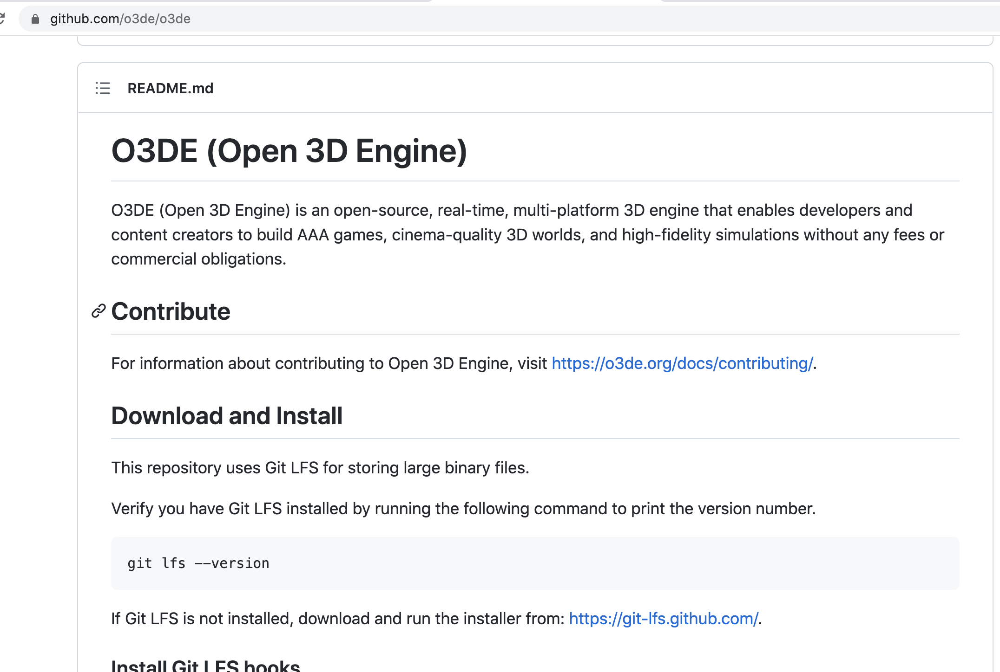 github.com/o3de/o3de
README.md
O3DE (Open 3D Engine)
O3DE (Open 3D Engine) is an open-source, real-time, multi-platform 3D engine that enables developers and
content creators to build AAA games, cinema-quality 3D worlds, and high-fidelity simulations without any fees or
commercial obligations.
Contribute
For information about contributing to Open 3D Engine, visit https://o3de.org/docs/contributing/.
Download and Install
This repository uses Git LFS for storing large binary files.
Verify you have Git LFS installed by running the following command to print the version number.
git lfs --version
If Git LFS is not installed, download and run the installer from: https://git-lfs.github.com/.
Install Git LFS hooks